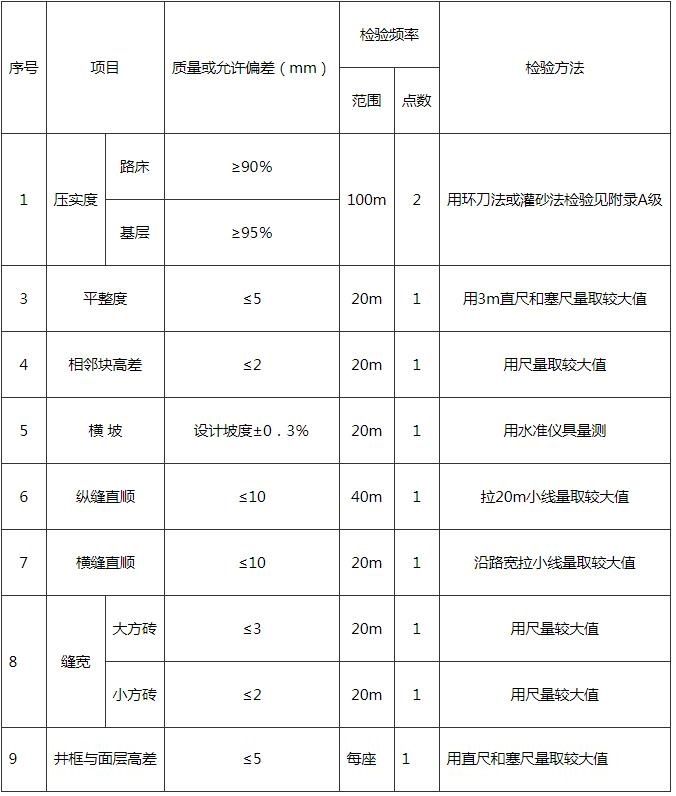 序号 项目 质量或允许偏差（mm） 检验频率 检验方法
范围 点数
1 压实度 路床 ≥90% 100m 2 用环刀法或灌砂法检验见附录A级
基层 ≥95%
3 平整度 ≤5 20m 1 用3m直尺和塞尺量取较大值
4 相邻块高差 ≤2 20m 1 用尺量取较大值
5 横 坡 设计坡度±0．3% 20m 1 用水准仪具量测
6 纵缝直顺 ≤10 40m 1 拉20m小线量取较大值
7 横缝直顺 ≤10 20m 1 沿路宽拉小线量取较大值
8 缝宽 大方砖 ≤3 20m 1 用尺量较大值
小方砖 ≤2 20m 1 用尺量较大值
9 井框与面层高差 ≤5 每座 1 用直尺和塞尺量取较大值